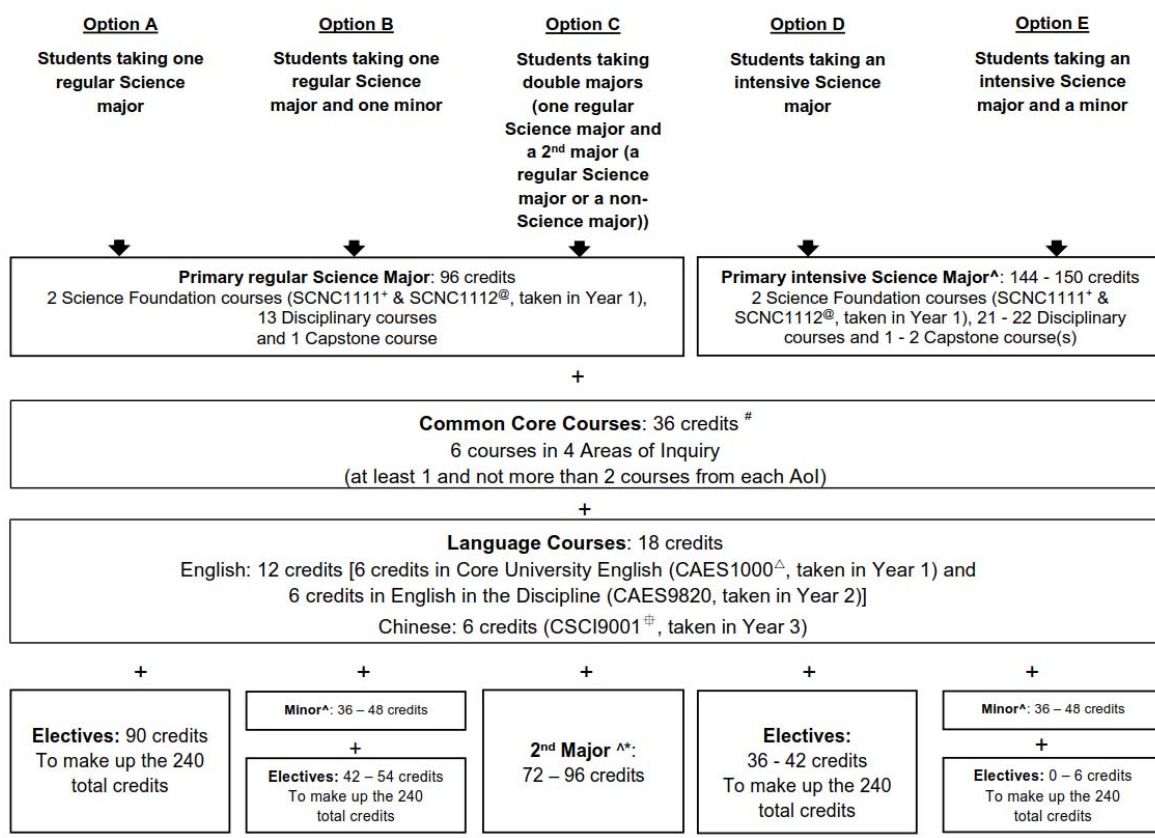 Option A
Students taking one
regular Science
major
Option B
Students taking one
regular Science
major and one minor
Option C
Students taking
double majors
(one regular
Science major and
a 2nd major (a
regular Science
major or a non-
Science major))
Option D
Students taking an
intensive Science
major
Option E
Students taking an
intensive Science
major and a minor
Primary regular Science Major: 96 credits
2 Science Foundation courses (SCNC1111⁺ & SCNC1112@, taken in Year 1),
13 Disciplinary courses
and 1 Capstone course
Primary intensive Science Major^: 144 - 150 credits
2 Science Foundation courses (SCNC1111⁺ &
SCNC1112@, taken in Year 1), 21 - 22 Disciplinary
courses and 1 - 2 Capstone course(s)
+
Common Core Courses: 36 credits #
6 courses in 4 Areas of Inquiry
(at least 1 and not more than 2 courses from each AoI)
+
Language Courses: 18 credits
English: 12 credits [6 credits in Core University English (CAES1000△, taken in Year 1) and
6 credits in English in the Discipline (CAES9820, taken in Year 2)]
Chinese: 6 credits (CSCI9001⌖, taken in Year 3)
+ + + + +
Electives: 90 credits
To make up the 240
total credits
Minor^: 36 – 48 credits
+
Electives: 42 – 54 credits
To make up the 240
total credits
2nd Major ^*:
72 – 96 credits
Electives:
36 - 42 credits
To make up the 240
total credits
Minor^: 36 – 48 credits
+
Electives: 0 – 6 credits
To make up the 240
total credits